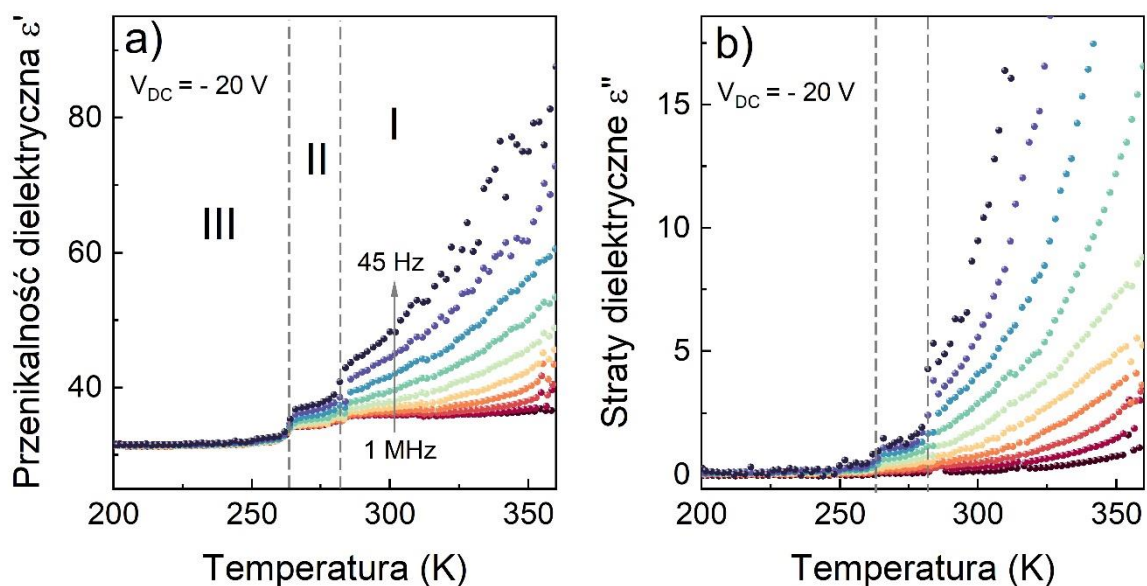 a)
V_DC = - 20 V
I
II
III
45 Hz
1 MHz
80
60
40
200 250 300 350
Temperatura (K)
Przenikalność dielektryczna ε'
b)
V_DC = - 20 V
15
10
5
0
200 250 300 350
Temperatura (K)
Straty dielektryczne ε"